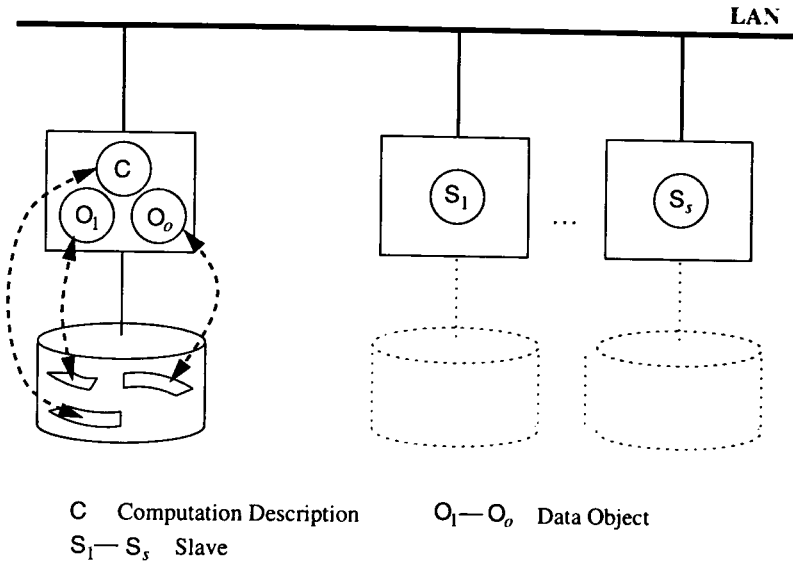 LAN
C
O₁ Oₒ
S₁ ... Sₛ
C Computation Description O₁—Oₒ Data Object
S₁—Sₛ Slave